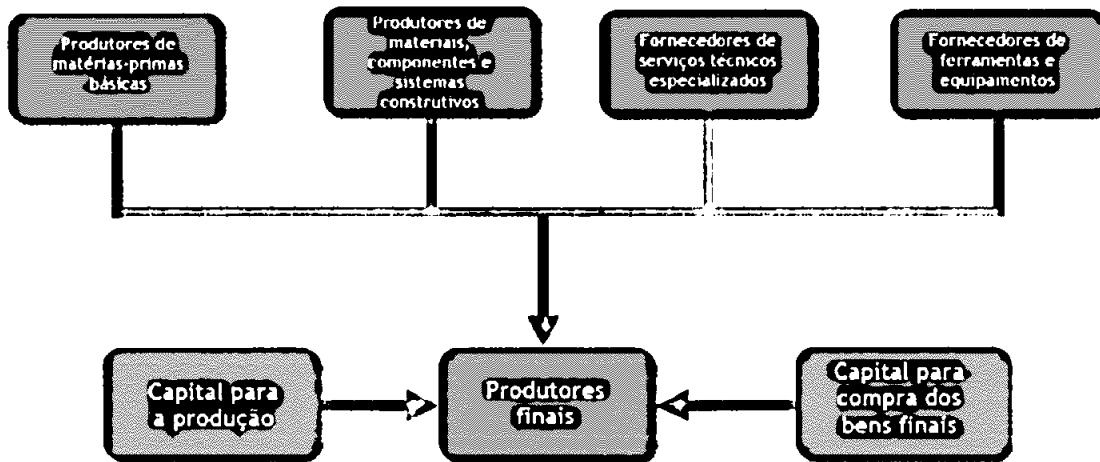 Produtores de
matérias-primas
básicas
Produtores de
materiais,
componentes e
sistemas
construtivos
Fornecedores de
serviços técnicos
especializados
Fornecedores de
ferramentas e
equipamentos
Capital para
a produção
Produtores
finais
Capital para
compra dos
bens finais